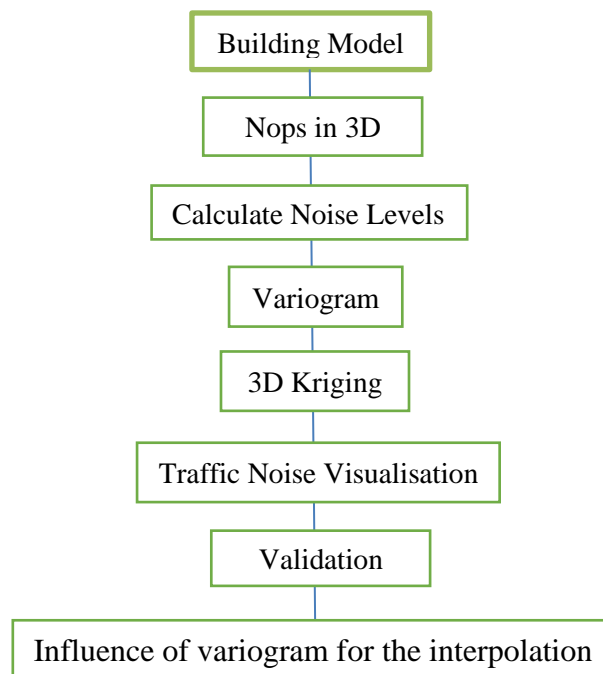 Building Model
Nops in 3D
Calculate Noise Levels
Variogram
3D Kriging
Traffic Noise Visualisation
Validation
Influence of variogram for the interpolation